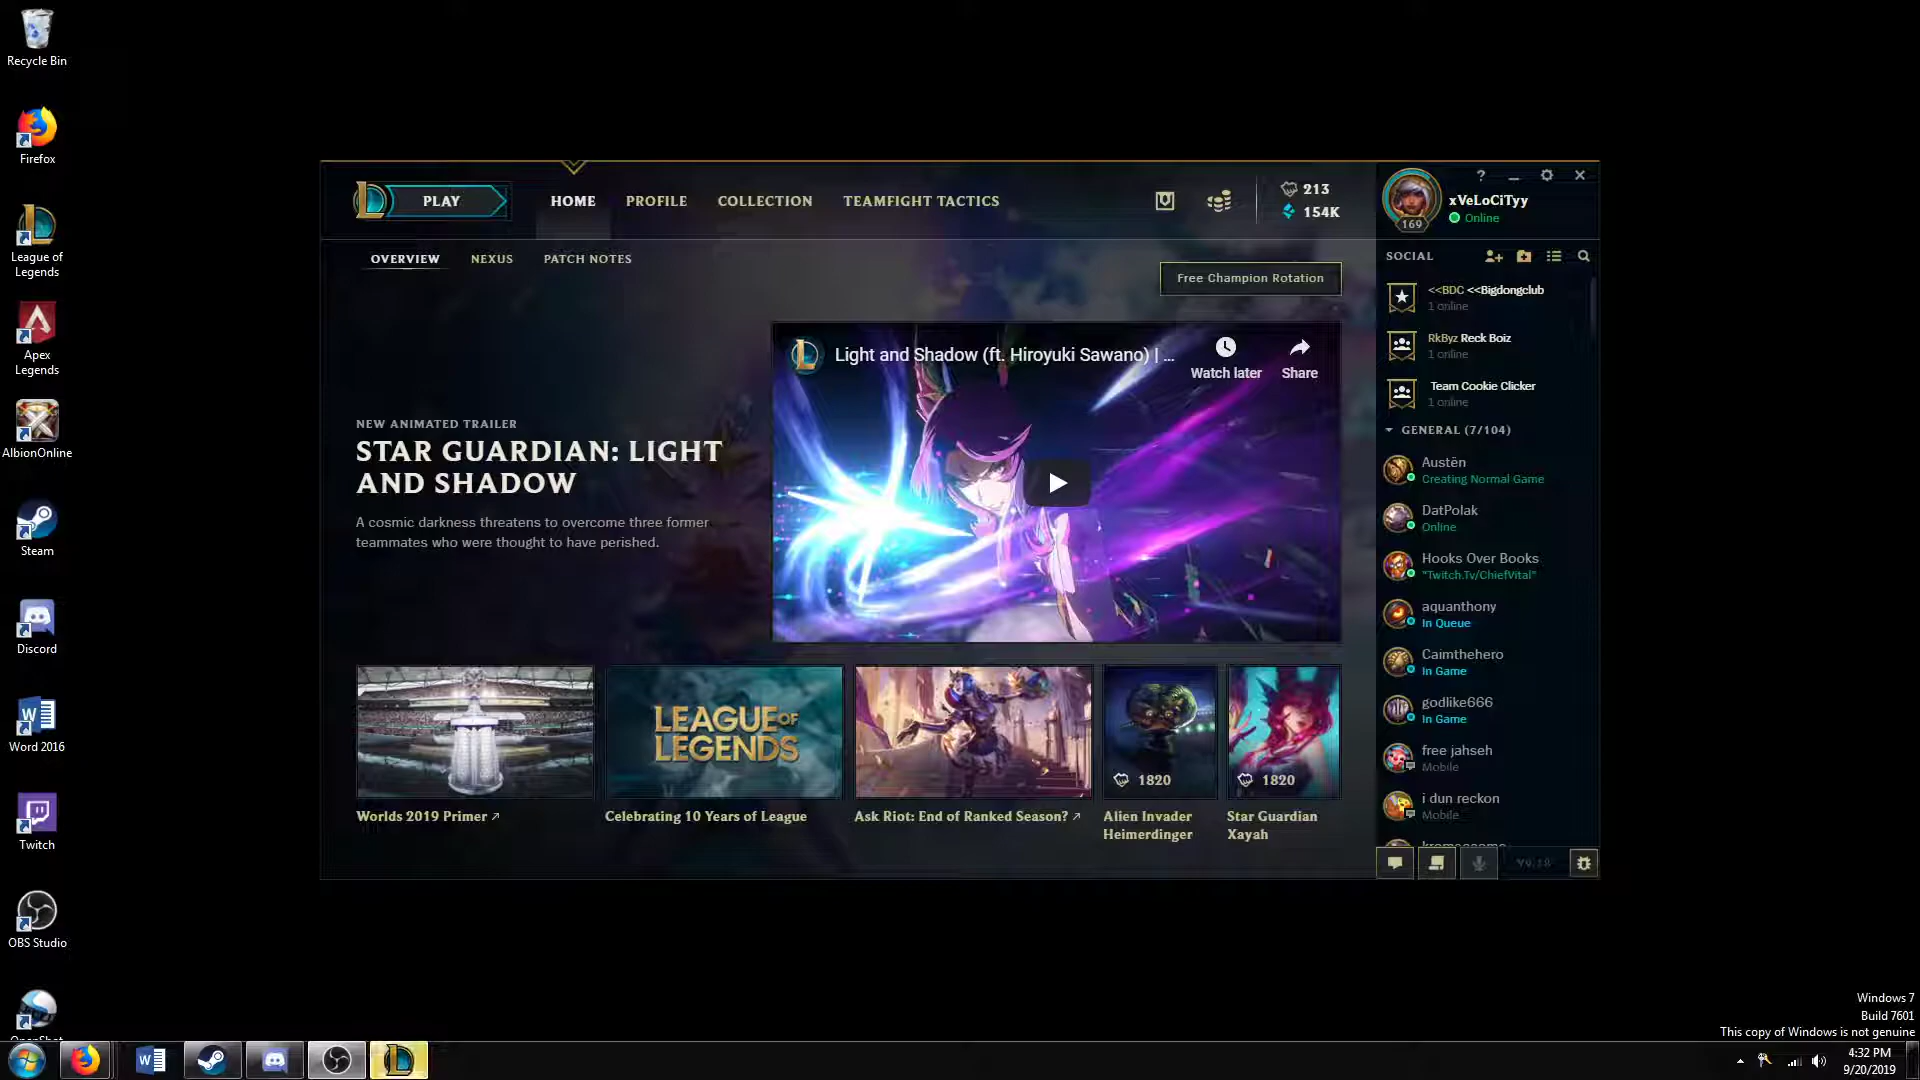 Recycle Bin
Firefox
League of
Legends
Apex
Legends
AlbionOnline
Steam
Discord
Word 2016
Twitch
OBS Studio
PLAY
HOME
PROFILE
COLLECTION
TEAMFIGHT TACTICS
213
154K
OVERVIEW
NEXUS
PATCH NOTES
Free Champion Rotation
NEW ANIMATED TRAILER
STAR GUARDIAN: LIGHT
AND SHADOW
A cosmic darkness threatens to overcome three former
teammates who were thought to have perished.
Light and Shadow (ft. Hiroyuki Sawano) | ...
Watch later
Share
LEAGUE OF
LEGENDS
1820
1820
Worlds 2019 Primer ↗
Celebrating 10 Years of League
Ask Riot: End of Ranked Season? ↗
Alien Invader
Heimerdinger
Star Guardian
Xayah
?
169
xVeLoCiTyy
Online
SOCIAL
<<BDC <<Bigdongclub
1 online
RkByz Reck Boiz
1 online
Team Cookie Clicker
1 online
GENERAL (7/104)
Austën
Creating Normal Game
DatPolak
Online
Hooks Over Books
"Twitch.Tv/ChiefVital"
aquanthony
In Queue
Caimthehero
In Game
godlike666
In Game
free jahseh
Mobile
i dun reckon
Mobile
V9.18
Windows 7
Build 7601
This copy of Windows is not genuine
4:32 PM
9/20/2019